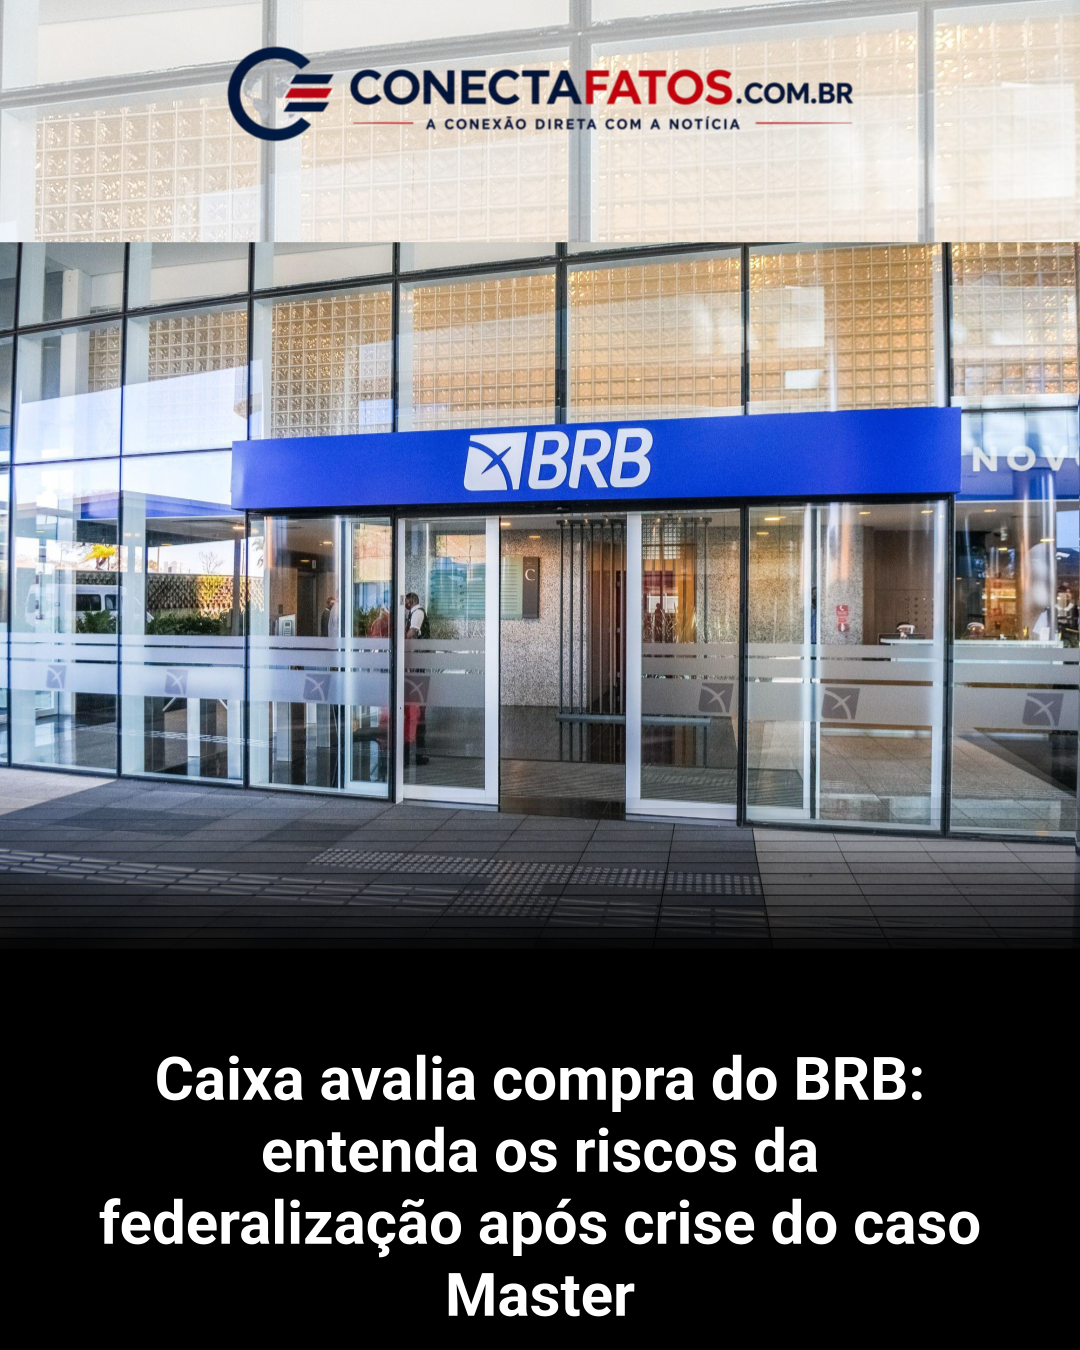 CONECTAFATOS.COM.BR
A CONEXÃO DIRETA COM A NOTÍCIA
BRB
C
Caixa avalia compra do BRB:
entenda os riscos da
federalização após crise do caso
Master